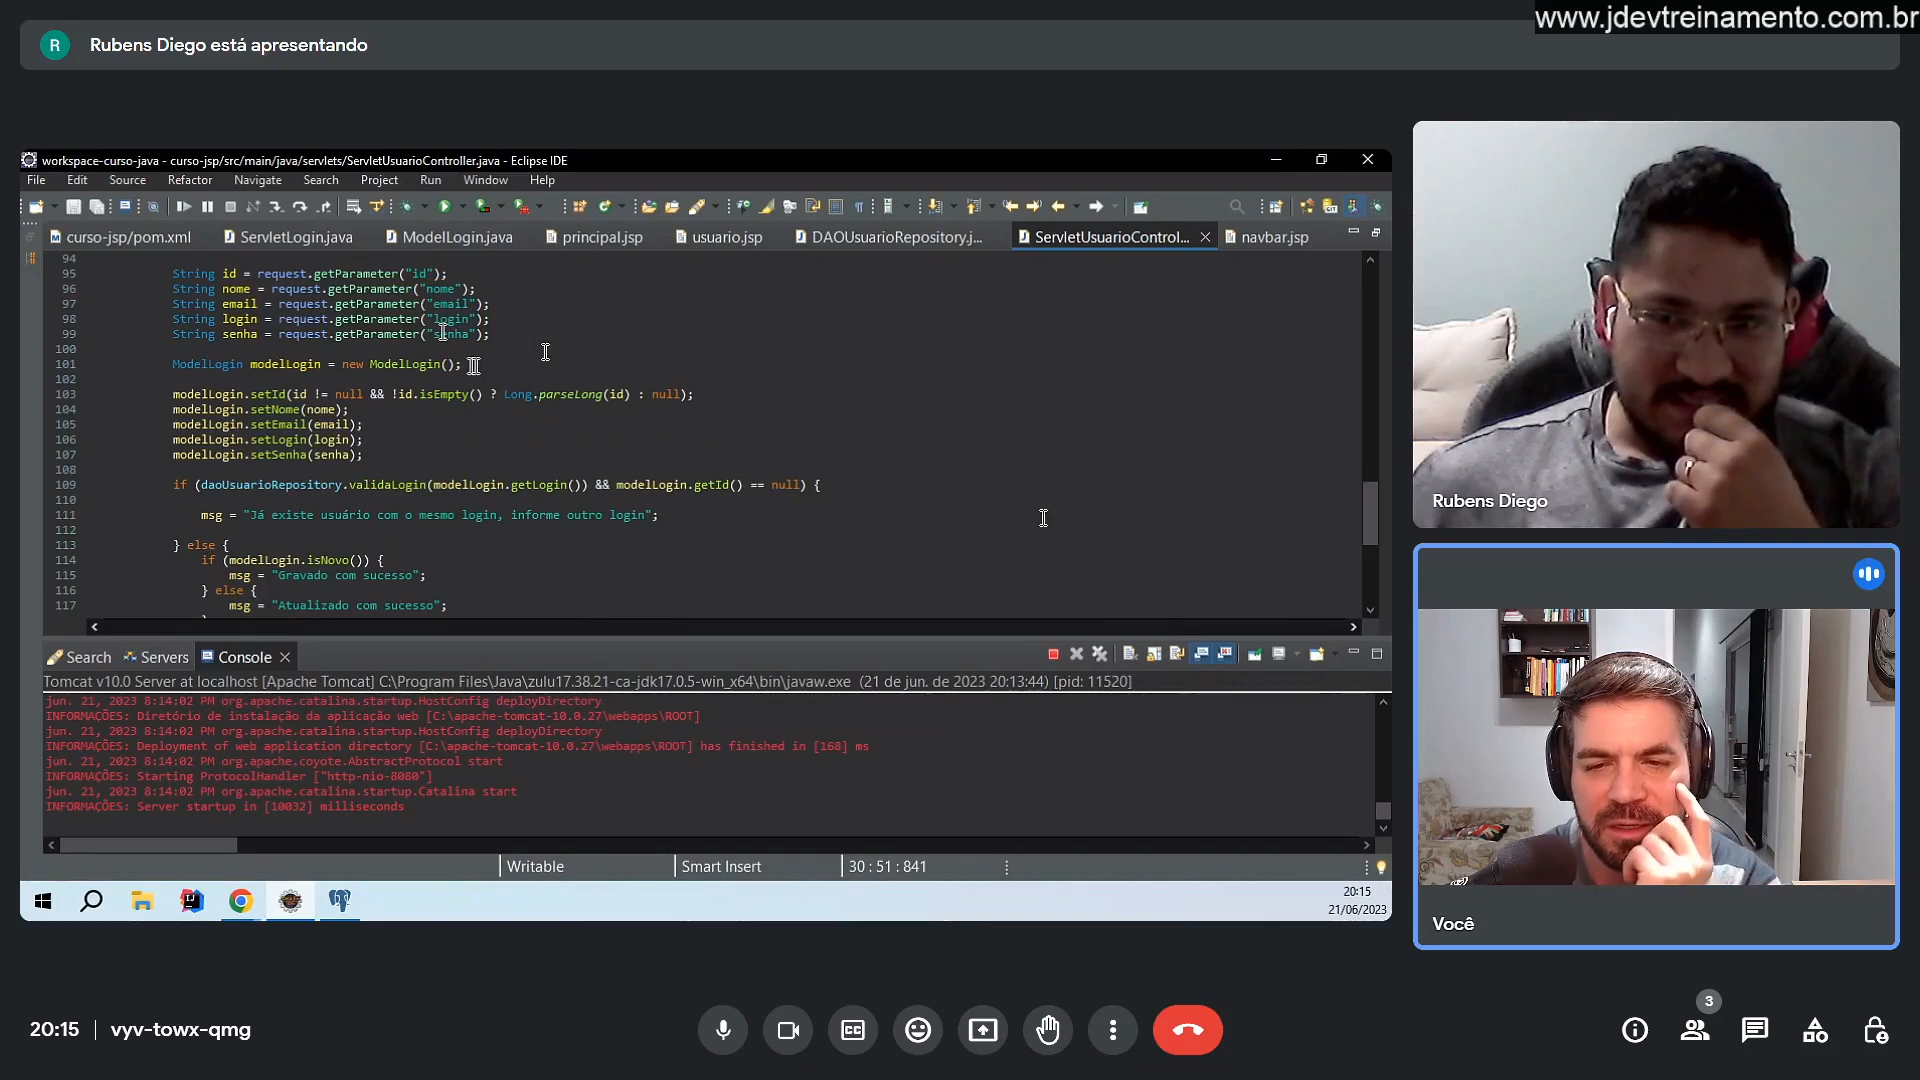 www.jdevtreinamento.com.br
R Rubens Diego está apresentando
workspace-curso-java - curso-jsp/src/main/java/servlets/ServletUsuarioController.java - Eclipse IDE
File Edit Source Refactor Navigate Search Project Run Window Help
curso-jsp/pom.xml ServletLogin.java ModelLogin.java principal.jsp usuario.jsp DAOUsuarioRepository.j... ServletUsuarioControl... navbar.jsp
94
95 String id = request.getParameter("id");
96 String nome = request.getParameter("nome");
97 String email = request.getParameter("email");
98 String login = request.getParameter("login");
99 String senha = request.getParameter("senha");
100
101 ModelLogin modelLogin = new ModelLogin();
102
103 modelLogin.setId(id != null && !id.isEmpty() ? Long.parseLong(id) : null);
104 modelLogin.setNome(nome);
105 modelLogin.setEmail(email);
106 modelLogin.setLogin(login);
107 modelLogin.setSenha(senha);
108
109 if (daoUsuarioRepository.validaLogin(modelLogin.getLogin()) && modelLogin.getId() == null) {
110
111 msg = "Já existe usuário com o mesmo login, informe outro login";
112
113 } else {
114 if (modelLogin.isNovo()) {
115 msg = "Gravado com sucesso";
116 } else {
117 msg = "Atualizado com sucesso";
Search Servers Console
Tomcat v10.0 Server at localhost [Apache Tomcat] C:\Program Files\Java\zulu17.38.21-ca-jdk17.0.5-win_x64\bin\javaw.exe (21 de jun. de 2023 20:13:44) [pid: 11520]
jun. 21, 2023 8:14:02 PM org.apache.catalina.startup.HostConfig deployDirectory
INFORMAÇÕES: Diretório de instalação da aplicação web [C:\apache-tomcat-10.0.27\webapps\ROOT]
jun. 21, 2023 8:14:02 PM org.apache.catalina.startup.HostConfig deployDirectory
INFORMAÇÕES: Deployment of web application directory [C:\apache-tomcat-10.0.27\webapps\ROOT] has finished in [168] ms
jun. 21, 2023 8:14:02 PM org.apache.coyote.AbstractProtocol start
INFORMAÇÕES: Starting ProtocolHandler ["http-nio-8080"]
jun. 21, 2023 8:14:02 PM org.apache.catalina.startup.Catalina start
INFORMAÇÕES: Server startup in [10032] milliseconds
Writable Smart Insert 30 : 51 : 841
20:15
21/06/2023
Rubens Diego
Você
20:15 | vyv-towx-qmg
3